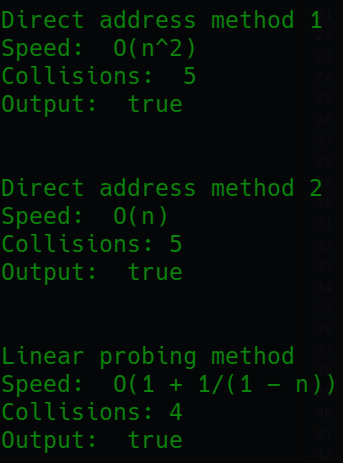 Direct address method 1
Speed:  O(n^2)
Collisions:  5
Output:  true
Direct address method 2
Speed:  O(n)
Collisions: 5
Output:  true
Linear probing method
Speed:  O(1 + 1/(1 − n))
Collisions: 4
Output:  true